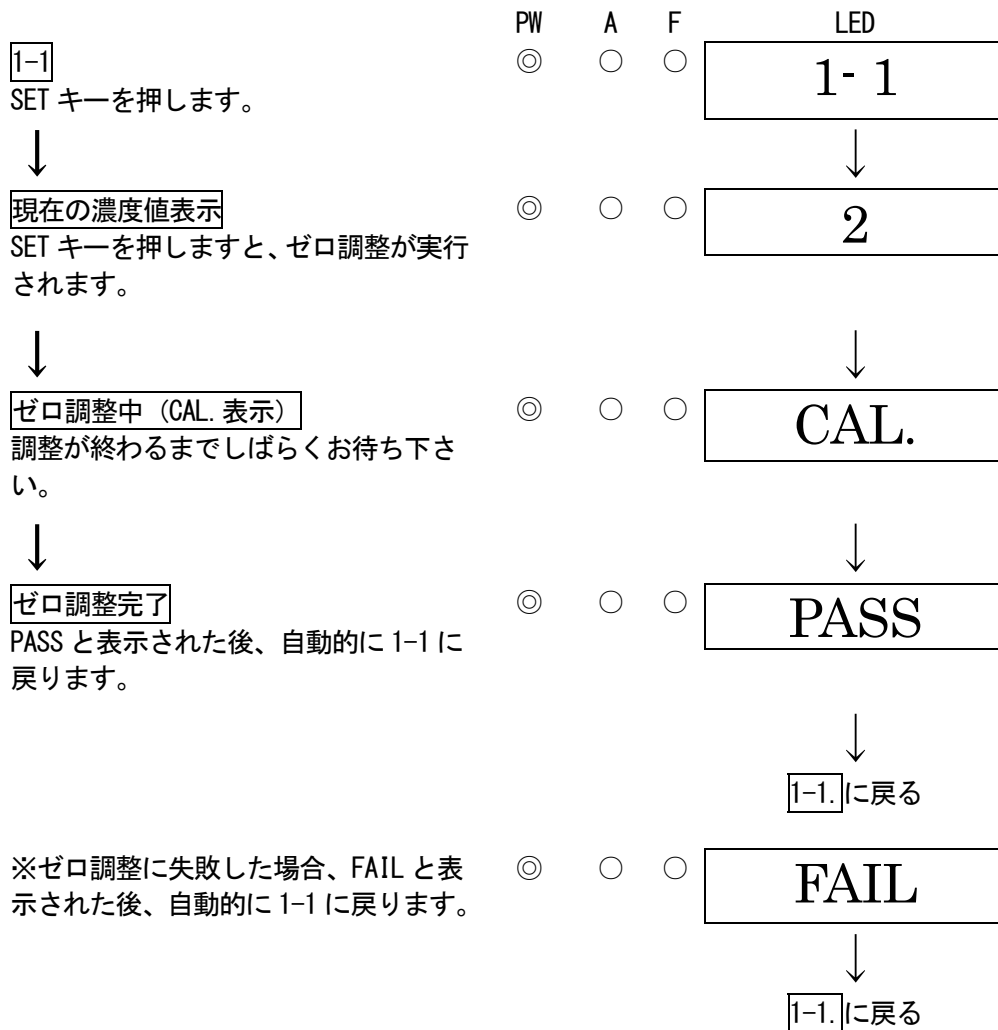 PW A F LED
1-1 ◎ ○ ○ 1- 1
SET キーを押します。
↓ ↓
現在の濃度値表示 ◎ ○ ○ 2
SET キーを押しますと、ゼロ調整が実行
されます。
↓ ↓
ゼロ調整中（CAL. 表示） ◎ ○ ○ CAL.
調整が終わるまでしばらくお待ち下さ
い。
↓ ↓
ゼロ調整完了 ◎ ○ ○ PASS
PASS と表示された後、自動的に 1-1 に
戻ります。
↓
1-1. に戻る
※ゼロ調整に失敗した場合、FAIL と表 ◎ ○ ○ FAIL
示された後、自動的に 1-1 に戻ります。
↓
1-1. に戻る